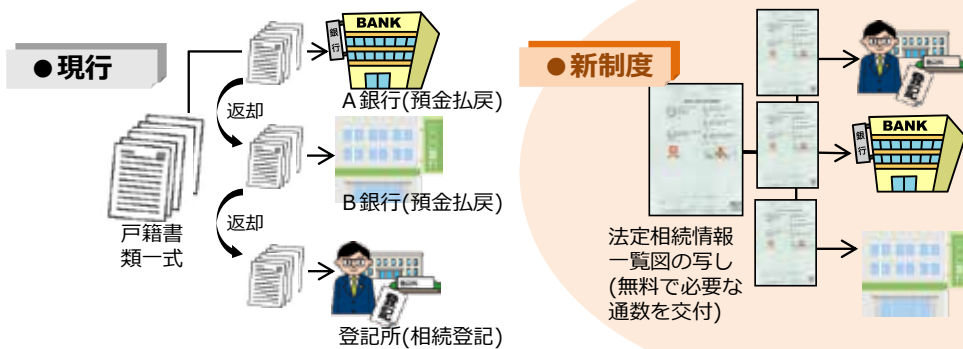 ●現行
戸籍書
類一式
返却
返却
銀行
BANK
A銀行(預金払戻)
B銀行(預金払戻)
登記
登記所(相続登記)
●新制度
法定相続情報
一覧図の写し
(無料で必要な
通数を交付)
登記
銀行
BANK